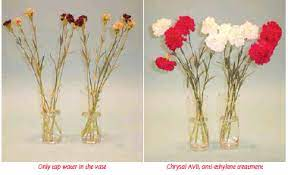 Only tap water in the vase
Chrysal AVB, anti-ethylene treatment